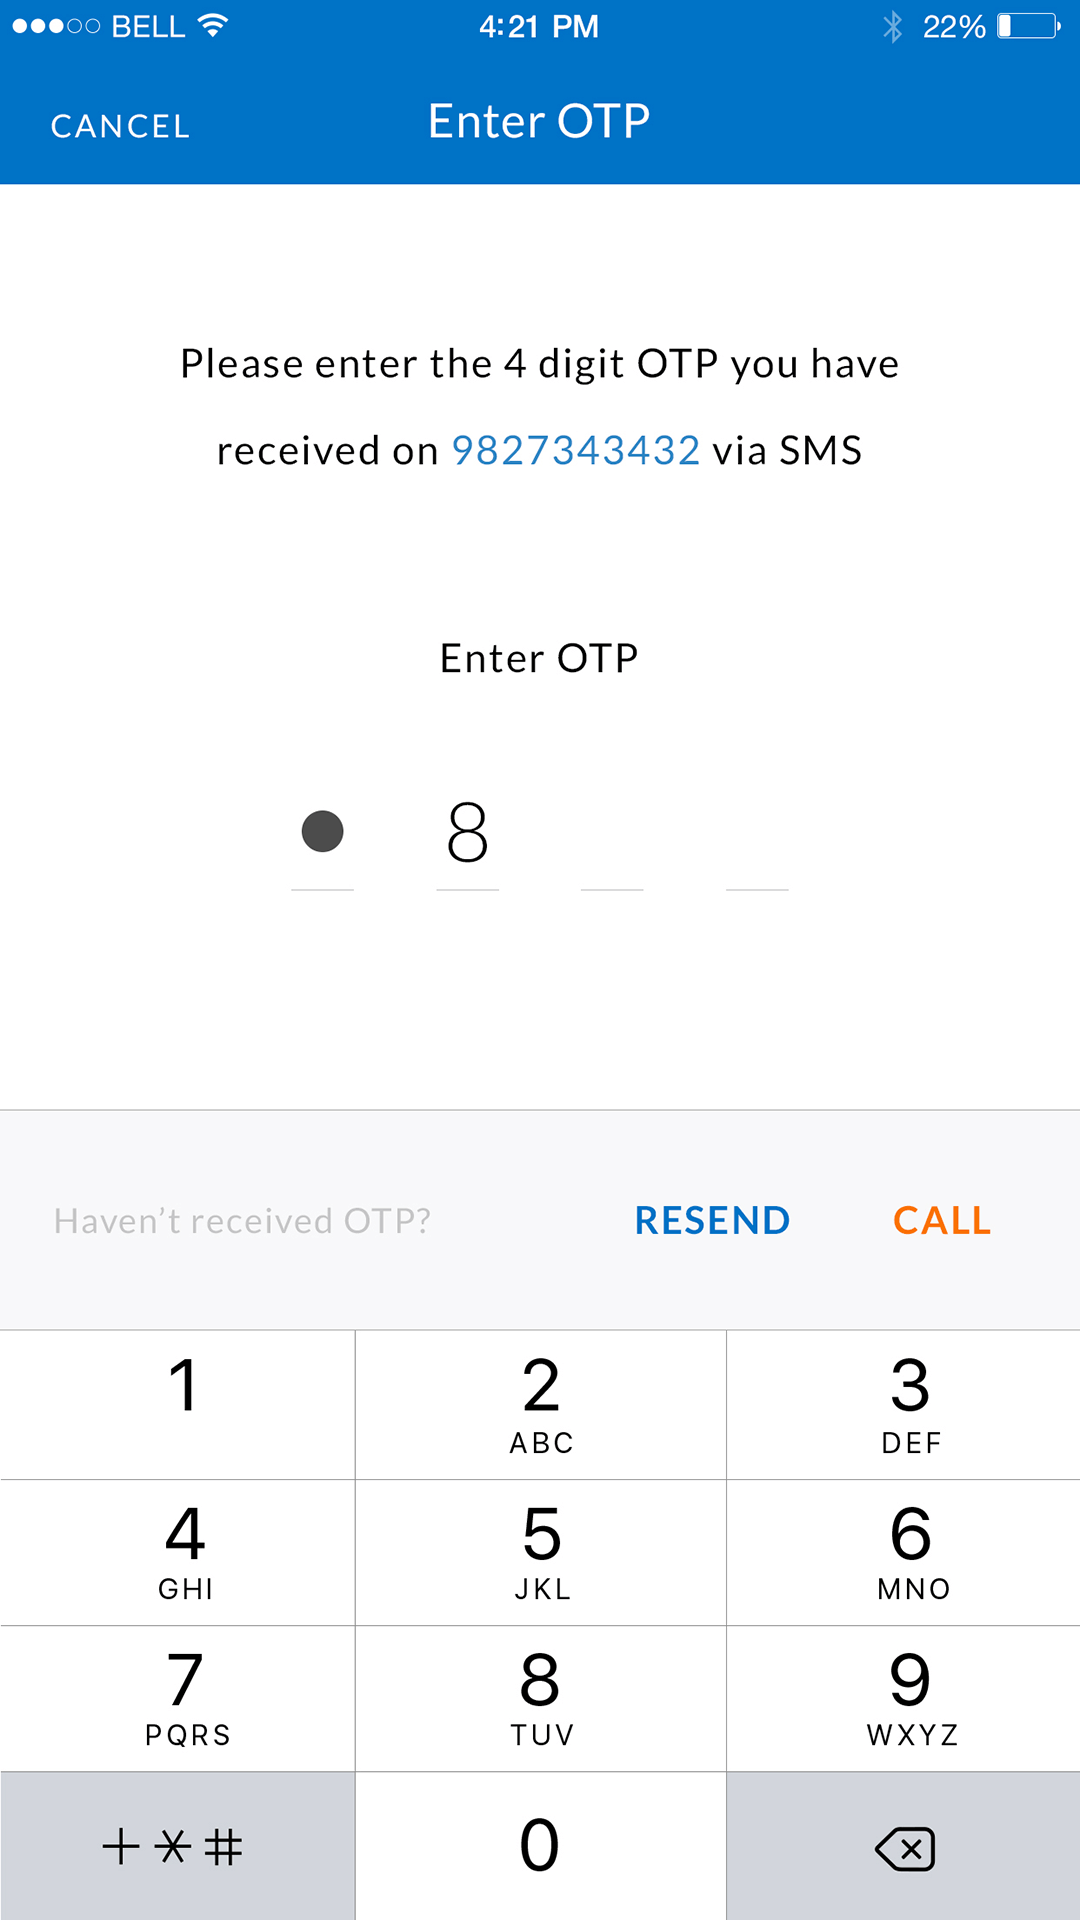 BELL 4:21 PM 22%
CANCEL Enter OTP
Please enter the 4 digit OTP you have
received on 9827343432 via SMS
Enter OTP
8
Haven't received OTP? RESEND CALL
1 2 3
ABC DEF
4 5 6
GHI JKL MNO
7 8 9
PQRS TUV WXYZ
+*# 0